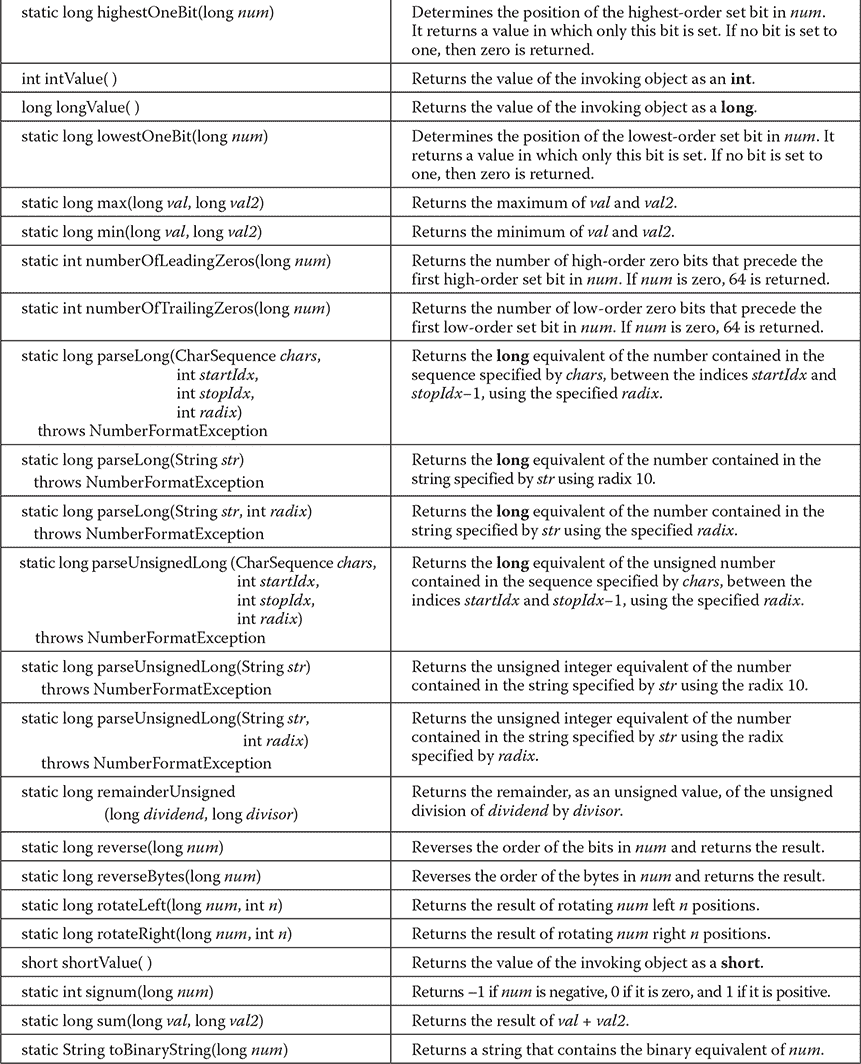 static long highestOneBit(long num)
Determines the position of the highest-order set bit in num.
It returns a value in which only this bit is set. If no bit is set to
one, then zero is returned.
int intValue( )
Returns the value of the invoking object as an int.
long longValue( )
Returns the value of the invoking object as a long.
static long lowestOneBit(long num)
Determines the position of the lowest-order set bit in num. It
returns a value in which only this bit is set. If no bit is set to
one, then zero is returned.
static long max(long val, long val2)
Returns the maximum of val and val2.
static long min(long val, long val2)
Returns the minimum of val and val2.
static int numberOfLeadingZeros(long num)
Returns the number of high-order zero bits that precede the
first high-order set bit in num. If num is zero, 64 is returned.
static int numberOfTrailingZeros(long num)
Returns the number of low-order zero bits that precede the
first low-order set bit in num. If num is zero, 64 is returned.
static long parseLong(CharSequence chars,
int startIdx,
int stopIdx,
int radix)
throws NumberFormatException
Returns the long equivalent of the number contained in the
sequence specified by chars, between the indices startIdx and
stopIdx–1, using the specified radix.
static long parseLong(String str)
throws NumberFormatException
Returns the long equivalent of the number contained in the
string specified by str using radix 10.
static long parseLong(String str, int radix)
throws NumberFormatException
Returns the long equivalent of the number contained in the
string specified by str using the specified radix.
static long parseUnsignedLong (CharSequence chars,
int startIdx,
int stopIdx,
int radix)
throws NumberFormatException
Returns the long equivalent of the unsigned number
contained in the sequence specified by chars, between the
indices startIdx and stopIdx–1, using the specified radix.
static long parseUnsignedLong(String str)
throws NumberFormatException
Returns the unsigned integer equivalent of the number
contained in the string specified by str using the radix 10.
static long parseUnsignedLong(String str,
int radix)
throws NumberFormatException
Returns the unsigned integer equivalent of the number
contained in the string specified by str using the radix
specified by radix.
static long remainderUnsigned
(long dividend, long divisor)
Returns the remainder, as an unsigned value, of the unsigned
division of dividend by divisor.
static long reverse(long num)
Reverses the order of the bits in num and returns the result.
static long reverseBytes(long num)
Reverses the order of the bytes in num and returns the result.
static long rotateLeft(long num, int n)
Returns the result of rotating num left n positions.
static long rotateRight(long num, int n)
Returns the result of rotating num right n positions.
short shortValue( )
Returns the value of the invoking object as a short.
static int signum(long num)
Returns –1 if num is negative, 0 if it is zero, and 1 if it is positive.
static long sum(long val, long val2)
Returns the result of val + val2.
static String toBinaryString(long num)
Returns a string that contains the binary equivalent of num.